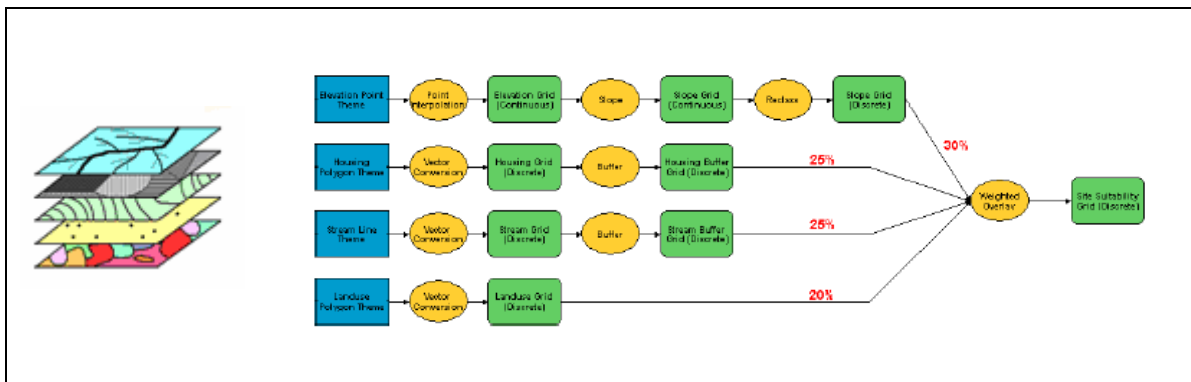 Elevation Point
Theme
Point
Interpolation
Elevation Grid
(Continuous)
Slope
Slope Grid
(Continuous)
Reclass
Slope Grid
(Discrete)
30%
Housing
Polygon Theme
Vector
Conversion
Housing Grid
(Discrete)
Buffer
Housing Buffer
Grid (Discrete)
25%
Weighted
Overlay
Site Suitability
Grid (Discrete)
Stream Line
Theme
Vector
Conversion
Stream Grid
(Discrete)
Buffer
Stream Buffer
Grid (Discrete)
25%
Landuse
Polygon Theme
Vector
Conversion
Landuse Grid
(Discrete)
20%